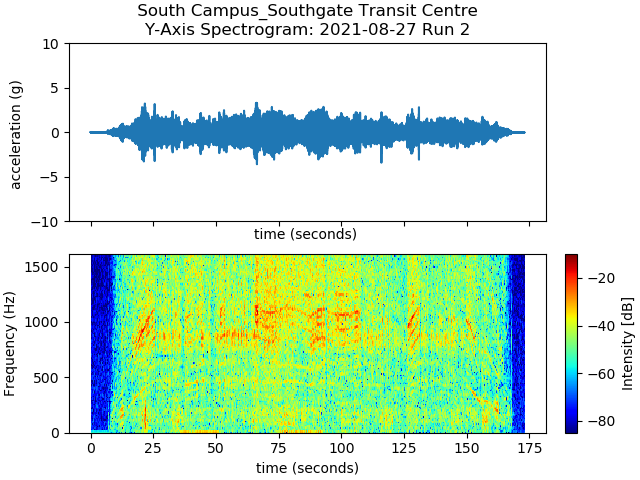 South Campus_Southgate Transit Centre
Y-Axis Spectrogram: 2021-08-27 Run 2
10
5
0
−5
−10
acceleration (g)
time (seconds)
1500
1000
500
0
Frequency (Hz)
0 25 50 75 100 125 150 175
time (seconds)
−20
−40
−60
−80
Intensity [dB]